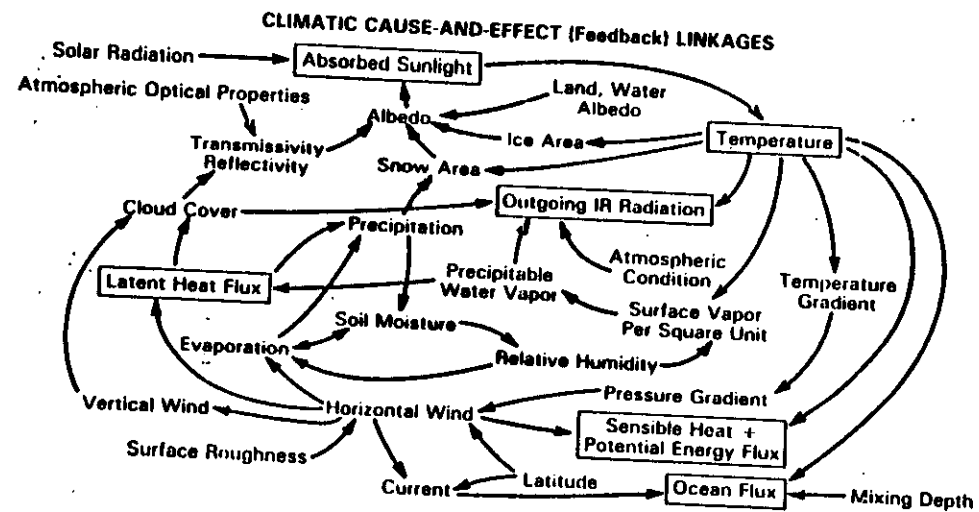 CLIMATIC CAUSE-AND-EFFECT (Feedback) LINKAGES
Solar Radiation
Absorbed Sunlight
Atmospheric Optical Properties
Land, Water
Albedo
Albedo
Transmissivity
Reflectivity
Ice Area
Temperature
Snow Area
Cloud Cover
Outgoing IR Radiation
Precipitation
Latent Heat Flux
Precipitable
Water Vapor
Atmospheric
Condition
Temperature
Gradient
Surface Vapor
Per Square Unit
Soil Moisture
Evaporation
Relative Humidity
Pressure Gradient
Vertical Wind
Horizontal Wind
Sensible Heat +
Potential Energy Flux
Surface Roughness
Latitude
Current
Ocean Flux
Mixing Depth